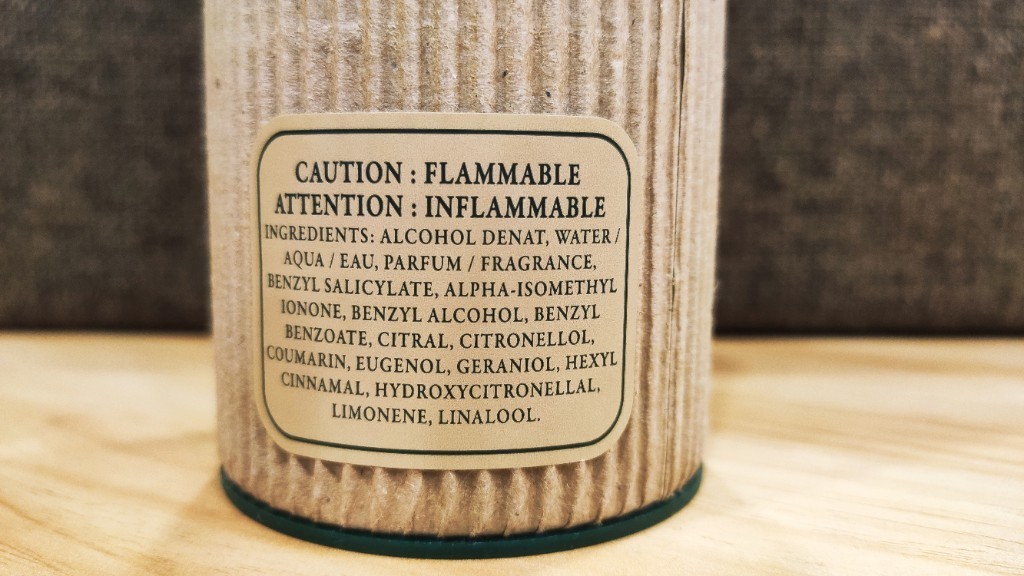 CAUTION : FLAMMABLE
ATTENTION : INFLAMMABLE
INGREDIENTS: ALCOHOL DENAT, WATER /
AQUA / EAU, PARFUM / FRAGRANCE,
BENZYL SALICYLATE, ALPHA-ISOMETHYL
IONONE, BENZYL ALCOHOL, BENZYL
BENZOATE, CITRAL, CITRONELLOL,
COUMARIN, EUGENOL, GERANIOL, HEXYL
CINNAMAL, HYDROXYCITRONELLAL,
LIMONENE, LINALOOL.